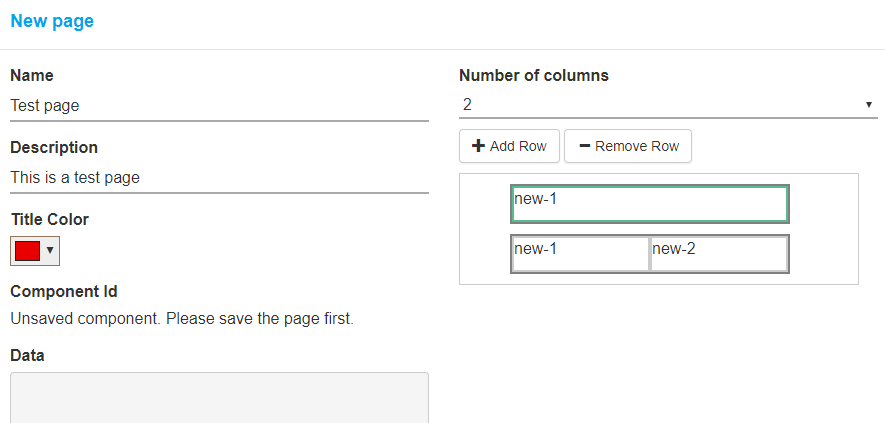 New page
Name
Test page
Description
This is a test page
Title Color
Component Id
Unsaved component. Please save the page first.
Data
Number of columns
2
Add Row
Remove Row
new-1
new-1 new-2